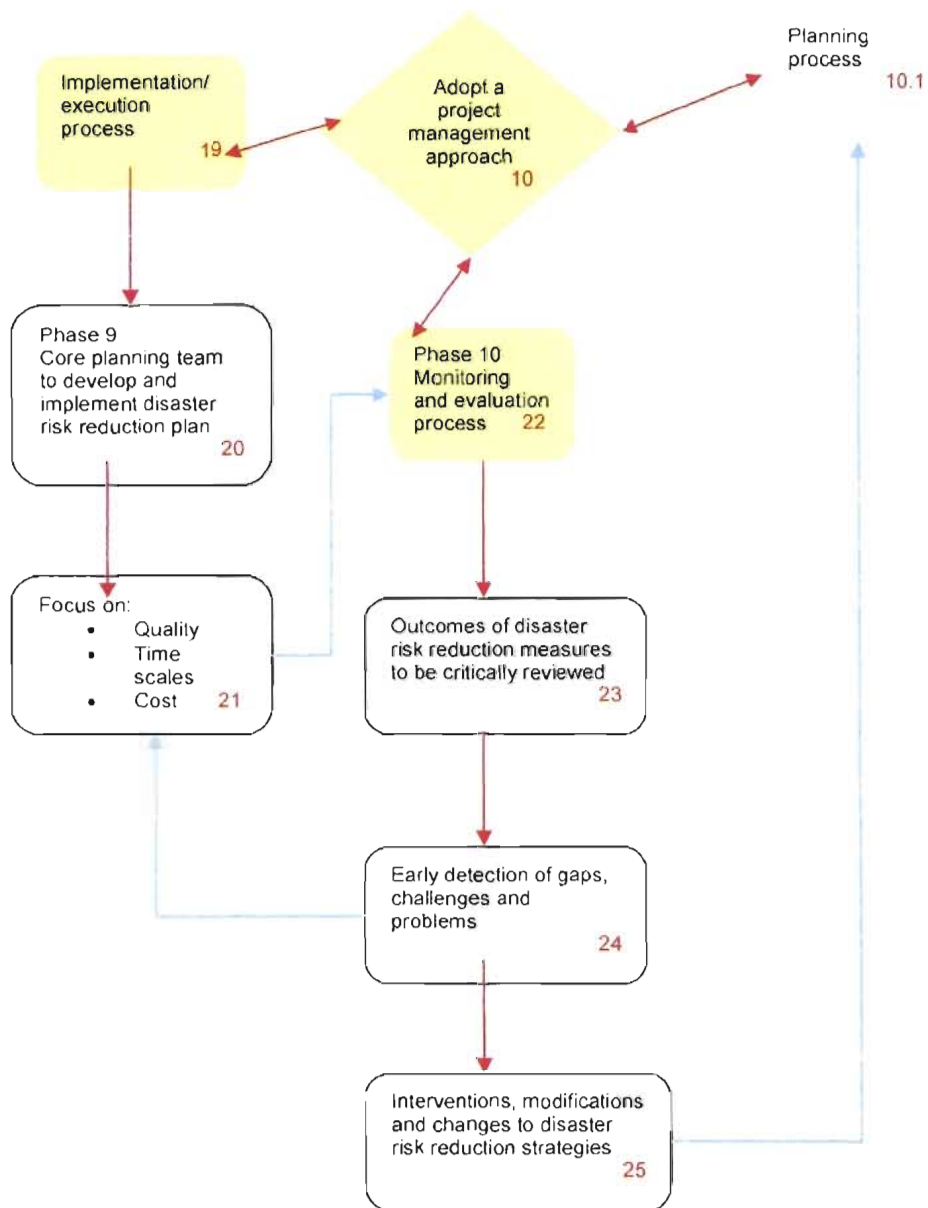 Implementation/
execution
process
19
Adopt a
project
management
approach
10
Planning
process
10.1
Phase 9
Core planning team
to develop and
implement disaster
risk reduction plan
20
Phase 10
Monitoring
and evaluation
process 22
Focus on:
• Quality
• Time
scales
• Cost 21
Outcomes of disaster
risk reduction measures
to be critically reviewed
23
Early detection of gaps,
challenges and
problems
24
Interventions, modifications
and changes to disaster
risk reduction strategies
25